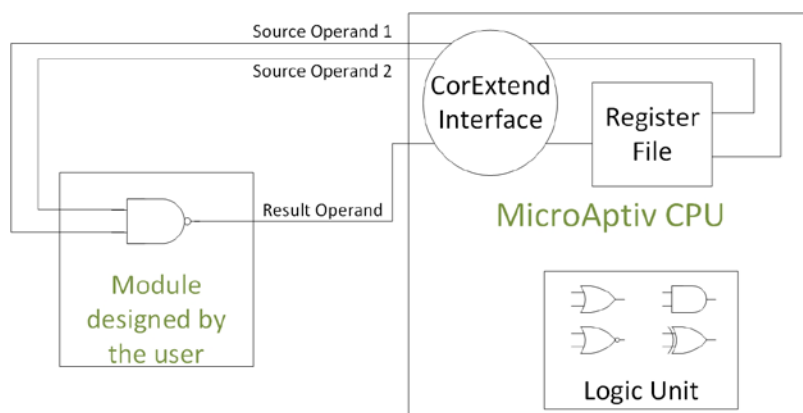 Source Operand 1
Source Operand 2
CorExtend
Interface
Register
File
Result Operand
MicroAptiv CPU
Module
designed by
the user
Logic Unit